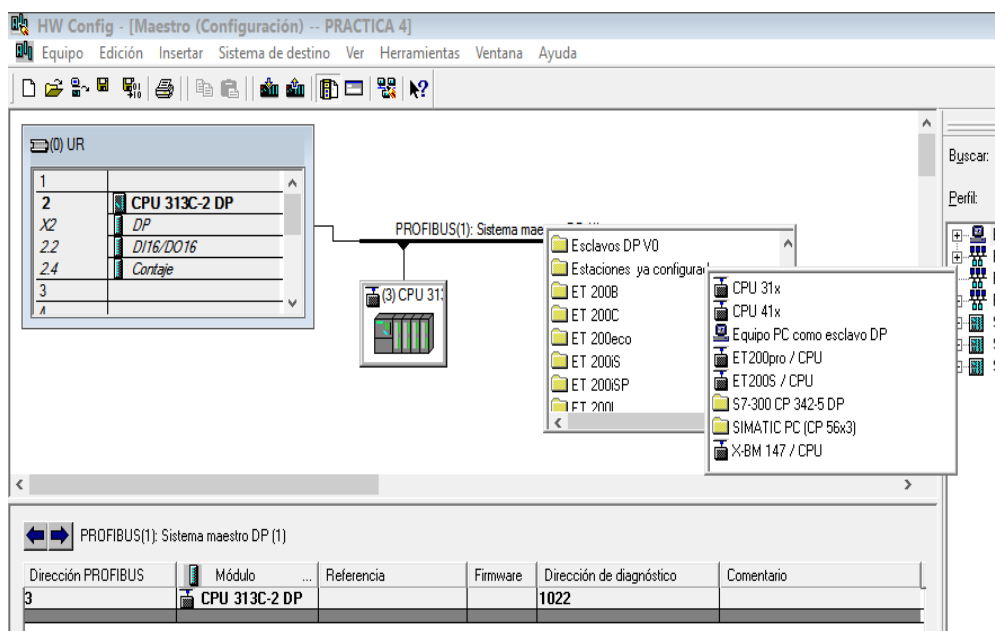 HW Config - [Maestro (Configuración) -- PRACTICA 4]
Equipo Edición Insertar Sistema de destino Ver Herramientas Ventana Ayuda
(0) UR
1
2 CPU 313C-2 DP
X2 DP
2.2 DI16/DO16
2.4 Contaje
3
PROFIBUS(1): Sistema mae
(3) CPU 31
Esclavos DP V0
Estaciones ya configurad
ET 200B
ET 200C
ET 200eco
ET 200iS
ET 200iSP
ET 200L
CPU 31x
CPU 41x
Equipo PC como esclavo DP
ET200pro / CPU
ET200S / CPU
S7-300 CP 342-5 DP
SIMATIC PC (CP 56x3)
X-BM 147 / CPU
Buscar:
Perfil:
PROFIBUS(1): Sistema maestro DP (1)
Dirección PROFIBUS Módulo ... Referencia Firmware Dirección de diagnóstico Comentario
3 CPU 313C-2 DP 1022